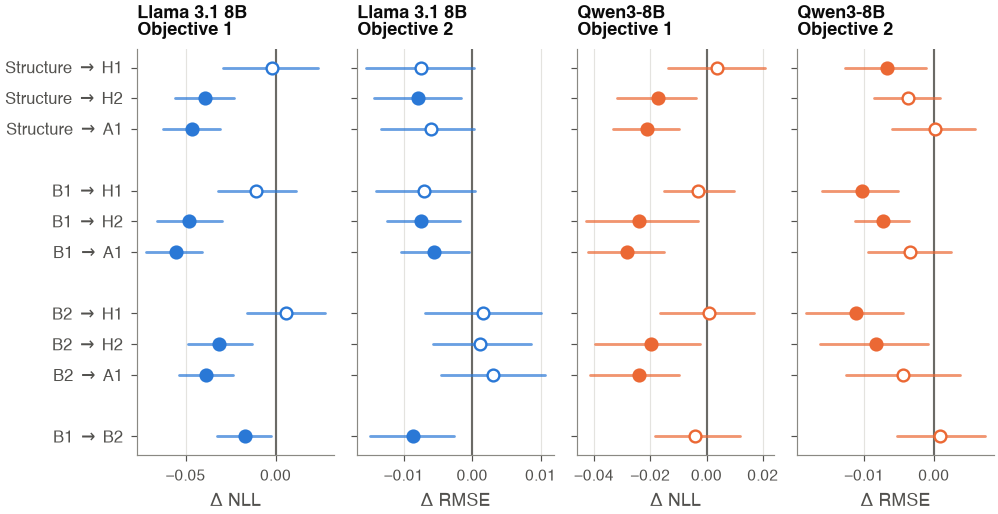 Llama 3.1 8B
Objective 1
Llama 3.1 8B
Objective 2
Qwen3-8B
Objective 1
Qwen3-8B
Objective 2
Structure → H1
Structure → H2
Structure → A1
B1 → H1
B1 → H2
B1 → A1
B2 → H1
B2 → H2
B2 → A1
B1 → B2
−0.05 0.00
−0.01 0.00 0.01
−0.04 −0.02 0.00 0.02
−0.01 0.00
Δ NLL
Δ RMSE
Δ NLL
Δ RMSE